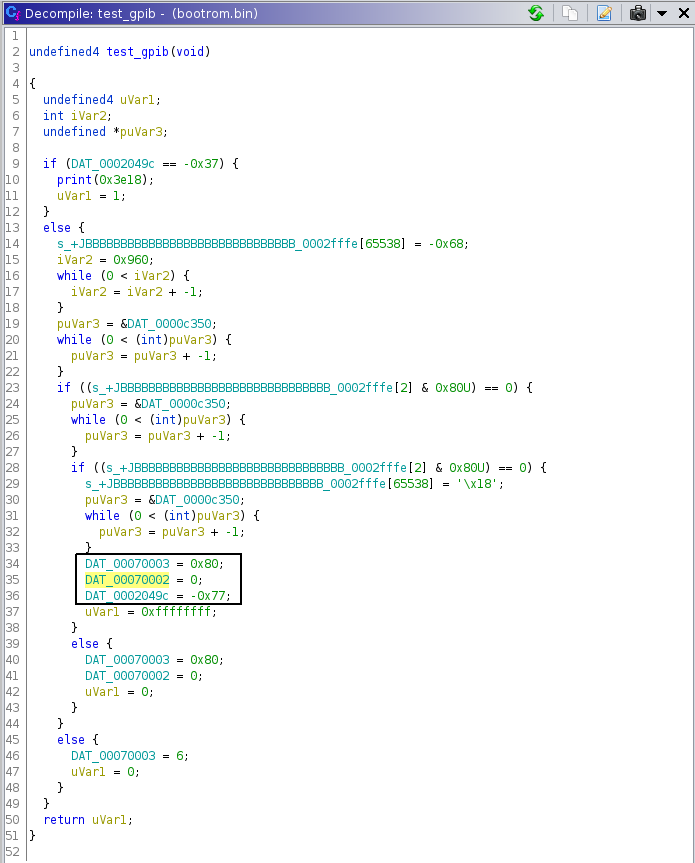 Decompile: test_gpib - (bootrom.bin)
1
2 undefined4 test_gpib(void)
3
4 {
5 undefined4 uVar1;
6 int iVar2;
7 undefined *puVar3;
8
9 if (DAT_0002049c == -0x37) {
10 print(0x3e18);
11 uVar1 = 1;
12 }
13 else {
14 s_+JBBBBBBBBBBBBBBBBBBBBBBBBBBBBBB_0002fffe[65538] = -0x68;
15 iVar2 = 0x960;
16 while (0 < iVar2) {
17 iVar2 = iVar2 + -1;
18 }
19 puVar3 = &DAT_0000c350;
20 while (0 < (int)puVar3) {
21 puVar3 = puVar3 + -1;
22 }
23 if ((s_+JBBBBBBBBBBBBBBBBBBBBBBBBBBBBBB_0002fffe[2] & 0x80U) == 0) {
24 puVar3 = &DAT_0000c350;
25 while (0 < (int)puVar3) {
26 puVar3 = puVar3 + -1;
27 }
28 if ((s_+JBBBBBBBBBBBBBBBBBBBBBBBBBBBBBB_0002fffe[2] & 0x80U) == 0) {
29 s_+JBBBBBBBBBBBBBBBBBBBBBBBBBBBBBB_0002fffe[65538] = '\x18';
30 puVar3 = &DAT_0000c350;
31 while (0 < (int)puVar3) {
32 puVar3 = puVar3 + -1;
33 }
34 DAT_00070003 = 0x80;
35 DAT_00070002 = 0;
36 DAT_0002049c = -0x77;
37 uVar1 = 0xffffffff;
38 }
39 else {
40 DAT_00070003 = 0x80;
41 DAT_00070002 = 0;
42 uVar1 = 0;
43 }
44 }
45 else {
46 DAT_00070003 = 6;
47 uVar1 = 0;
48 }
49 }
50 return uVar1;
51 }
52